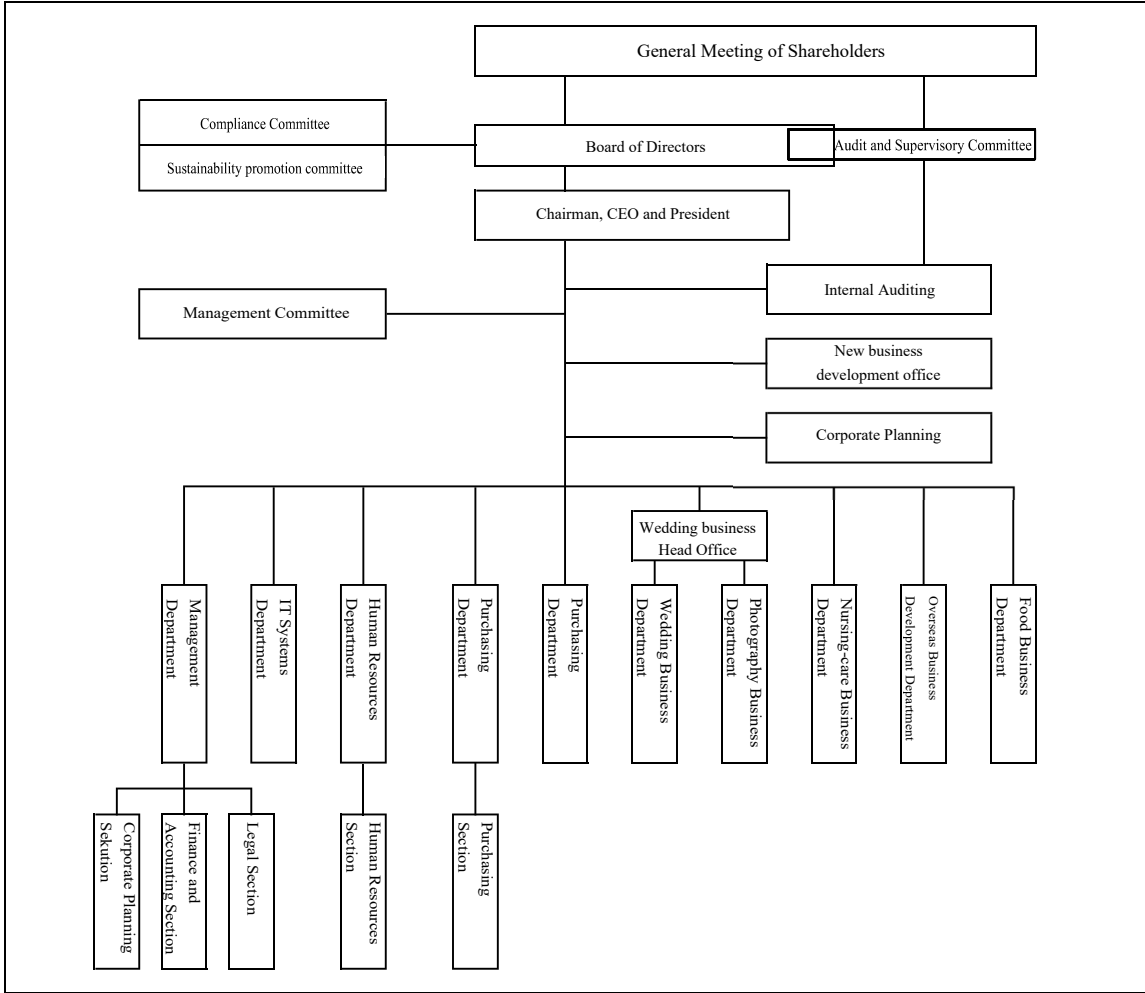 General Meeting of Shareholders
Compliance Committee
Sustainability promotion committee
Board of Directors
Audit and Supervisory Committee
Chairman, CEO and President
Internal Auditing
Management Committee
New business
development office
Corporate Planning
Wedding business
Head Office
Management
Department
IT Systems
Department
Human Resources
Department
Purchasing
Department
Purchasing
Department
Wedding Business
Department
Photography Business
Department
Nursing-care Business
Department
Overseas Business
Development Department
Food Business
Department
Corporate Planning
Sekution
Finance and
Accounting Section
Legal Section
Human Resources
Section
Purchasing
Section